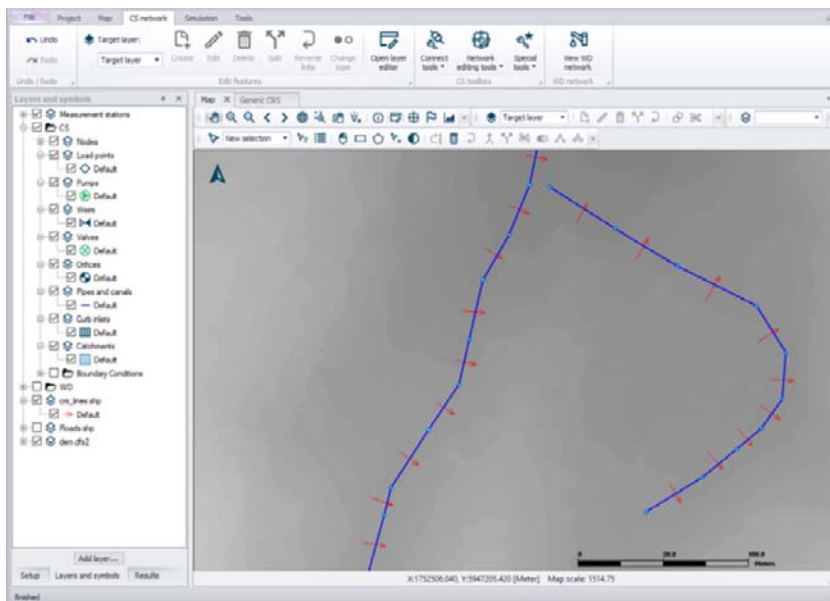 File Project Map CS network Simulation Tools
Undo Target layer:
Redo Target layer Create Edit Delete Split Reverse links Change type Open layer editor Connect tools Network editing tools Special tools View WD network
Undo / Redo Edit features CS toolbox WD network
Layers and symbols
Map Generic CRS
Measurement stations
Target layer
CS
New selection
Nodes
Load points
Default
Pumps
Default
Weirs
Default
Valves
Default
Orifices
Default
Pipes and canals
Default
Curb inlets
Default
Catchments
Default
Boundary Conditions
WD
crs_lines.shp
Default
Roads.shp
dem.dfs2
Add layer...
Setup Layers and symbols Results
Meters
X:1752506.040, Y:5947205.420 [Meter] Map scale: 1514.75
finished